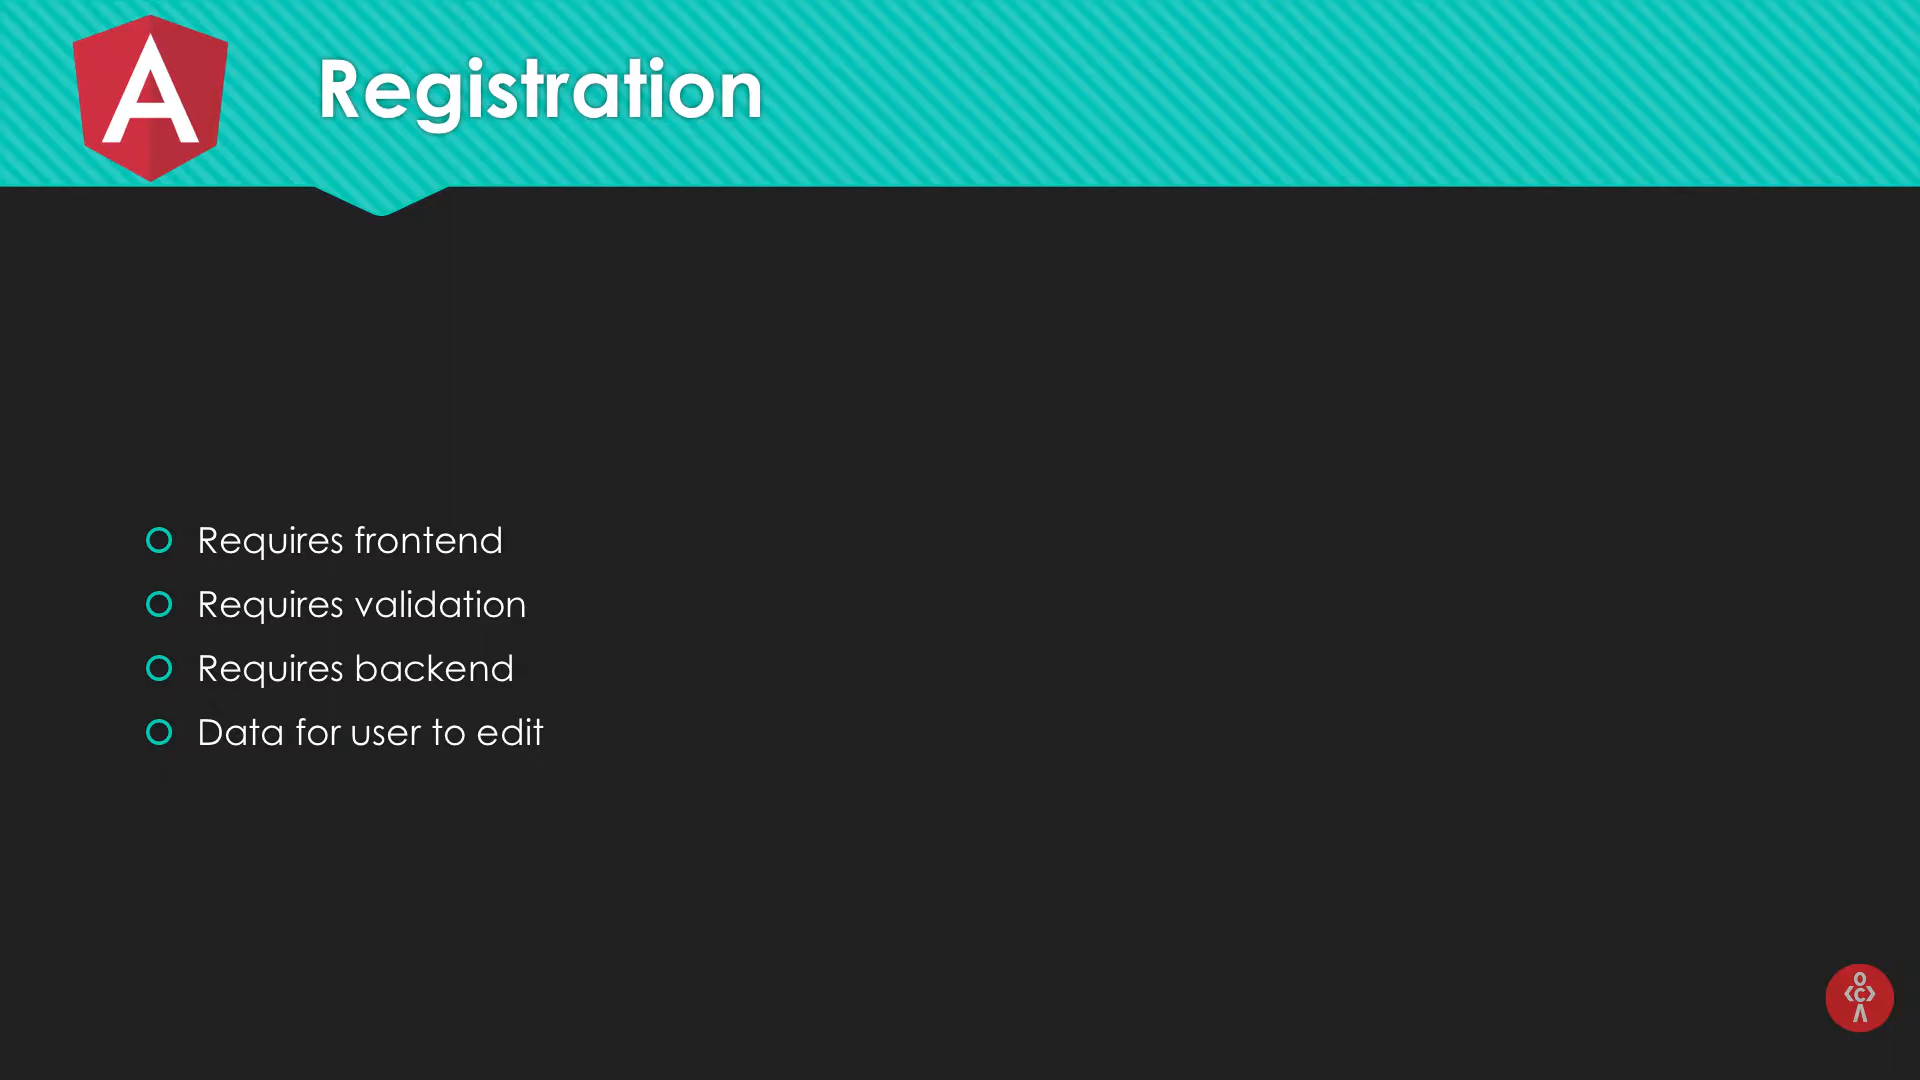 A
Registration
Requires frontend
Requires validation
Requires backend
Data for user to edit
O
<C>
A